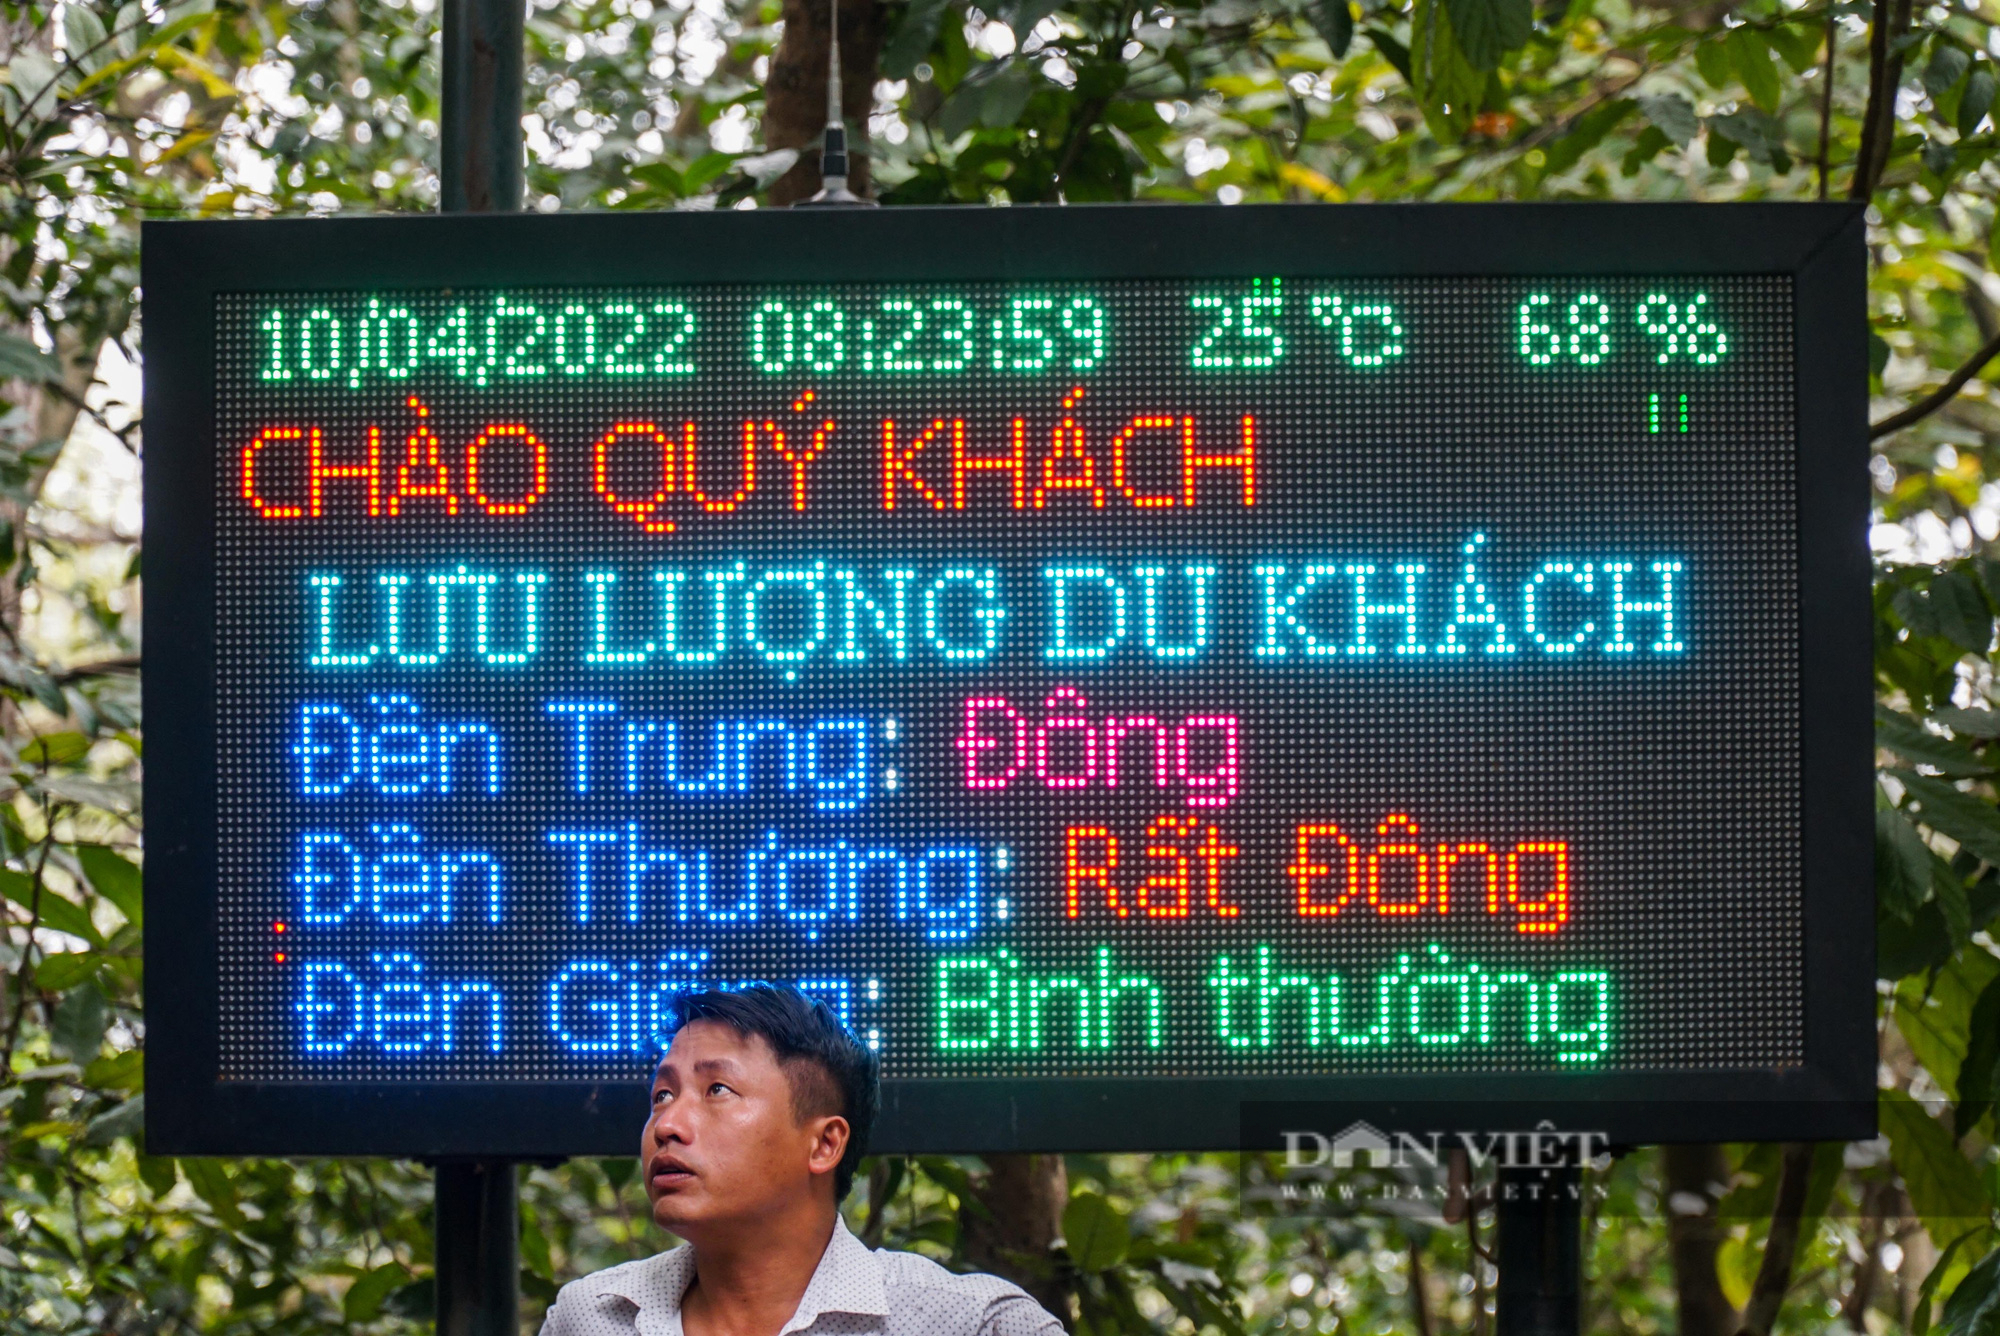 10/04/2022 08:23:59 25 °C 68 %
CHÀO QUÝ KHÁCH
LƯU LƯỢNG DU KHÁCH
Đền Trung: Đông
Đền Thượng: Rất Đông
Đền Giếng: Bình thường
DÂN VIỆT
WWW.DANVIET.VN